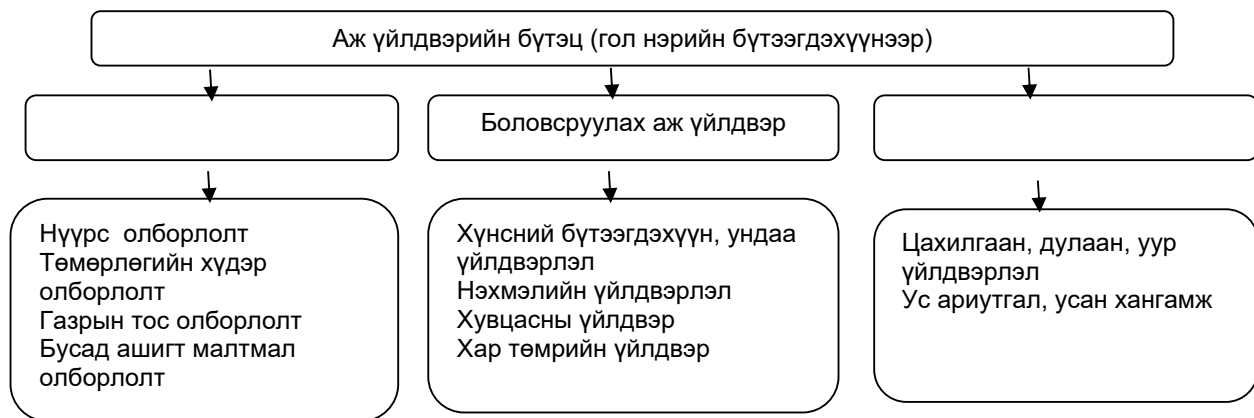 Аж үйлдвэрийн бүтэц (гол нэрийн бүтээгдэхүүнээр)
Боловсруулах аж үйлдвэр
Нүүрс олборлолт
Төмөрлөгийн хүдэр
олборлолт
Газрын тос олборлолт
Бусад ашигт малтмал
олборлолт
Хүнсний бүтээгдэхүүн, ундаа
үйлдвэрлэл
Нэхмэлийн үйлдвэрлэл
Хувцасны үйлдвэр
Хар төмрийн үйлдвэр
Цахилгаан, дулаан, уур
үйлдвэрлэл
Ус ариутгал, усан хангамж